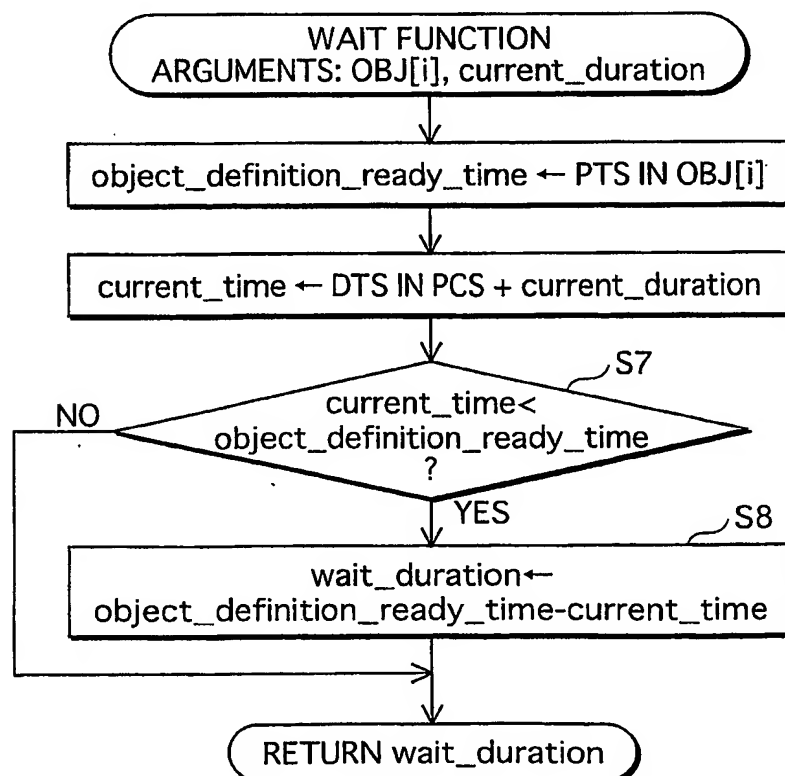 WAIT FUNCTION
ARGUMENTS: OBJ[i], current_duration
object_definition_ready_time ← PTS IN OBJ[i]
current_time ← DTS IN PCS + current_duration
S7
NO
current_time<
object_definition_ready_time
?
YES
S8
wait_duration←
object_definition_ready_time-current_time
RETURN wait_duration